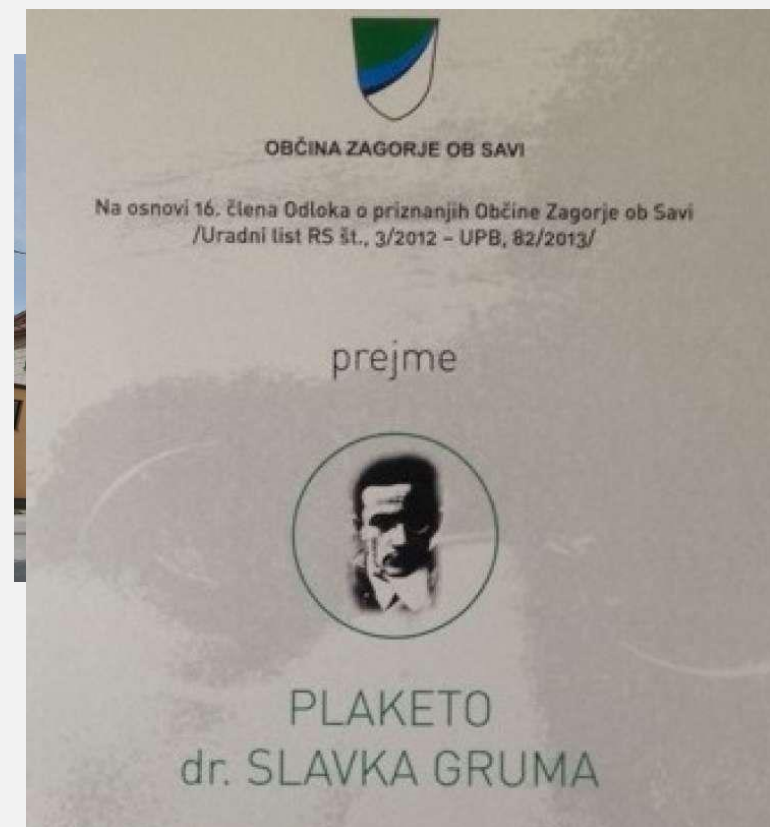 OBČINA ZAGORJE OB SAVI
Na osnovi 16. člena Odloka o priznanjih Občine Zagorje ob Savi
/Uradni list RS št., 3/2012 – UPB, 82/2013/
prejme
PLAKETO
dr. SLAVKA GRUMA